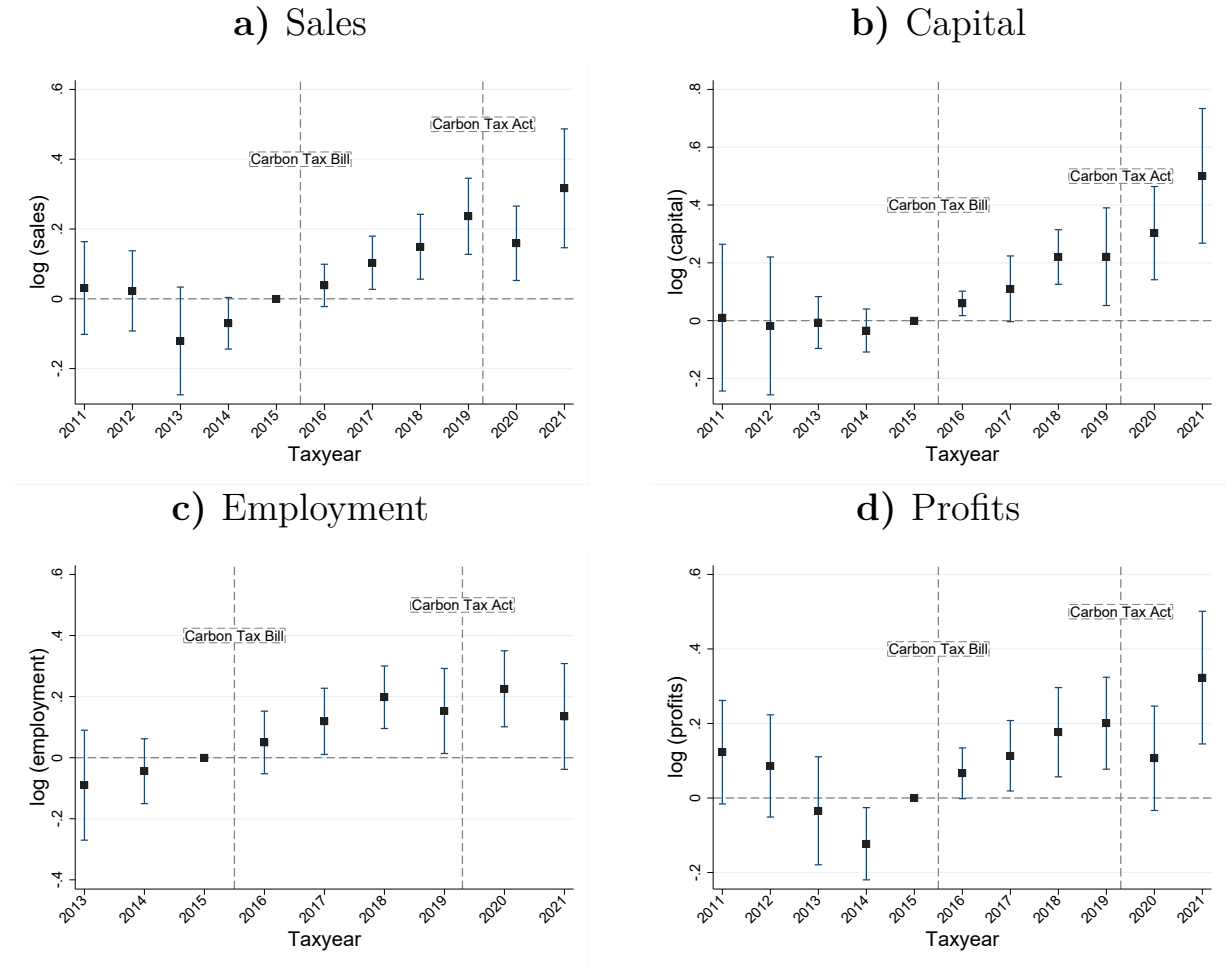 a) Sales
b) Capital
log (sales)
.6
.4
.2
0
-.2
Carbon Tax Bill
Carbon Tax Act
2011 2012 2013 2014 2015 2016 2017 2018 2019 2020 2021
Taxyear
log (capital)
.8
.6
.4
.2
0
-.2
Carbon Tax Bill
Carbon Tax Act
2011 2012 2013 2014 2015 2016 2017 2018 2019 2020 2021
Taxyear
c) Employment
d) Profits
log (employment)
.6
.4
.2
0
-.2
-.4
Carbon Tax Bill
Carbon Tax Act
2013 2014 2015 2016 2017 2018 2019 2020 2021
Taxyear
log (profits)
.6
.4
.2
0
-.2
Carbon Tax Bill
Carbon Tax Act
2011 2012 2013 2014 2015 2016 2017 2018 2019 2020 2021
Taxyear